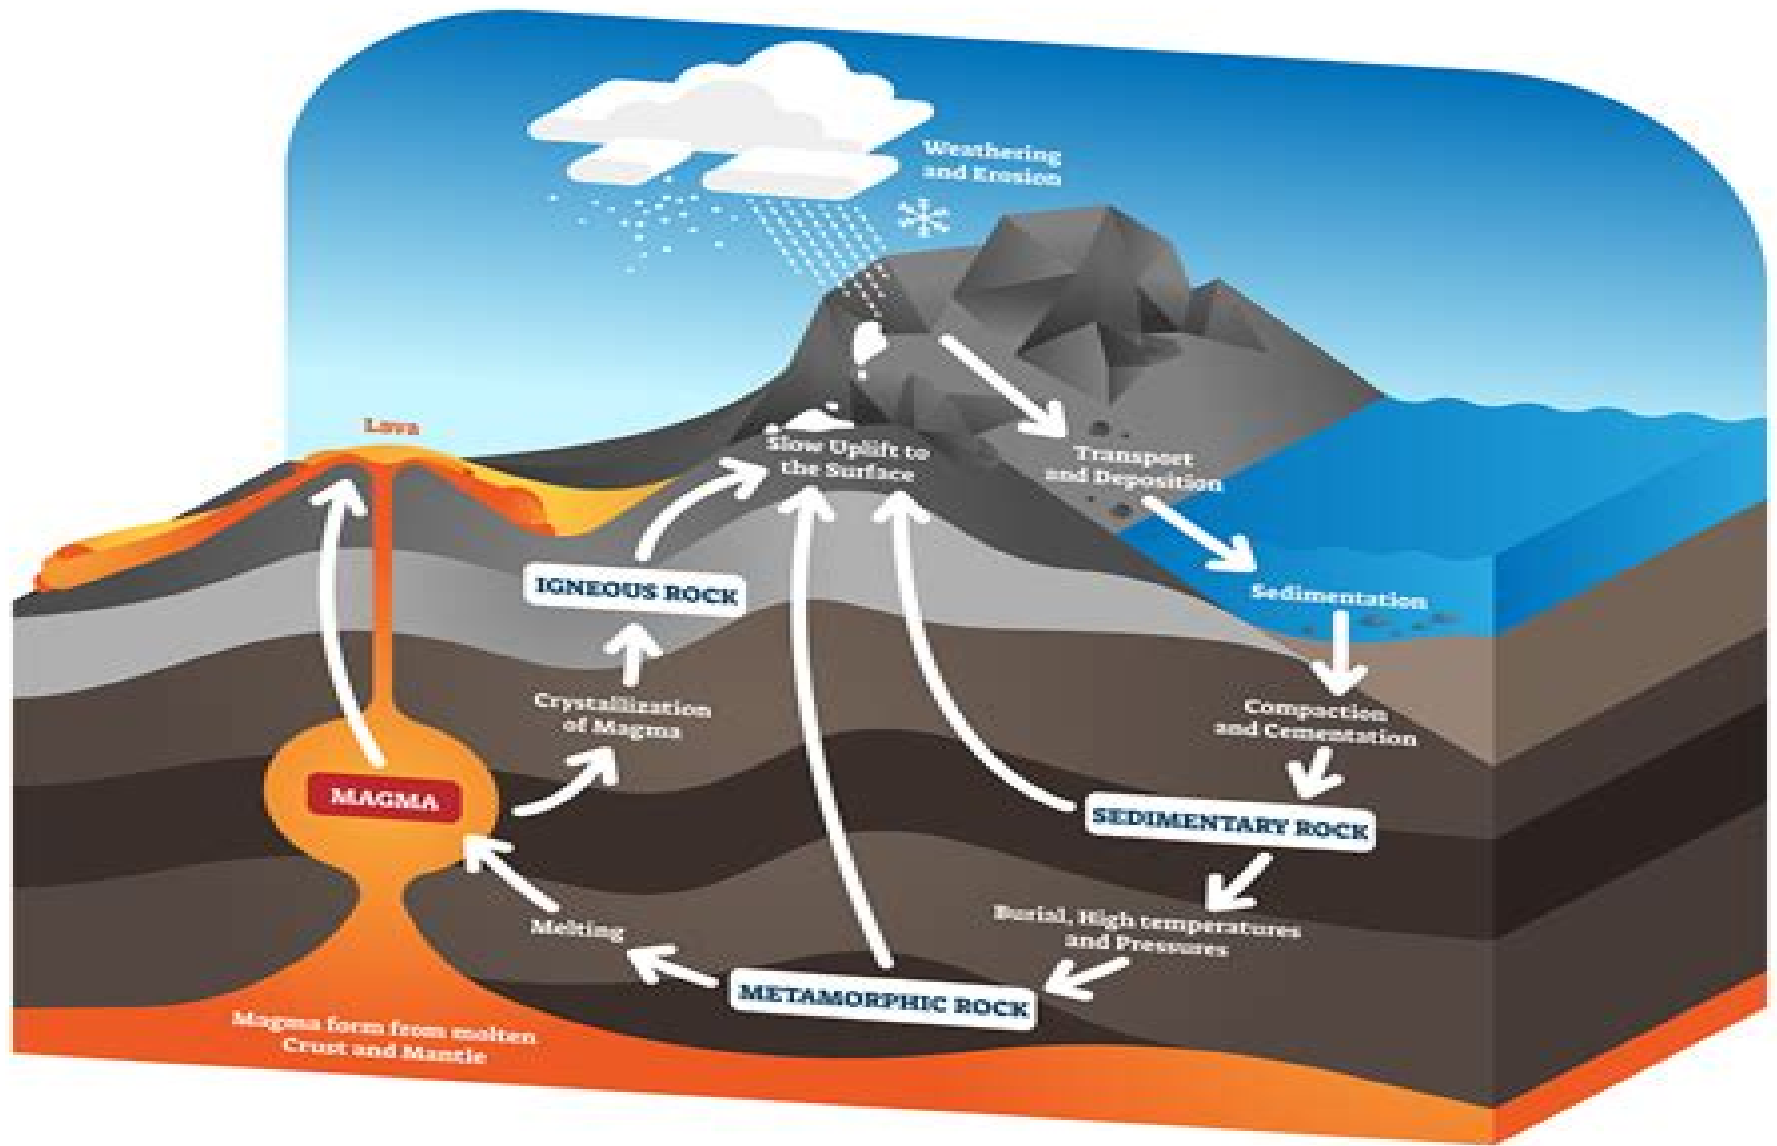 Weathering
and Erosion
Lava
Slow Uplift to
the Surface
Transport
and Deposition
IGNEOUS ROCK
Sedimentation
Crystallization
of Magma
Compaction
and Cementation
MAGMA
SEDIMENTARY ROCK
Burial, High temperatures
and Pressures
Melting
METAMORPHIC ROCK
Magma form from molten
Crust and Mantle